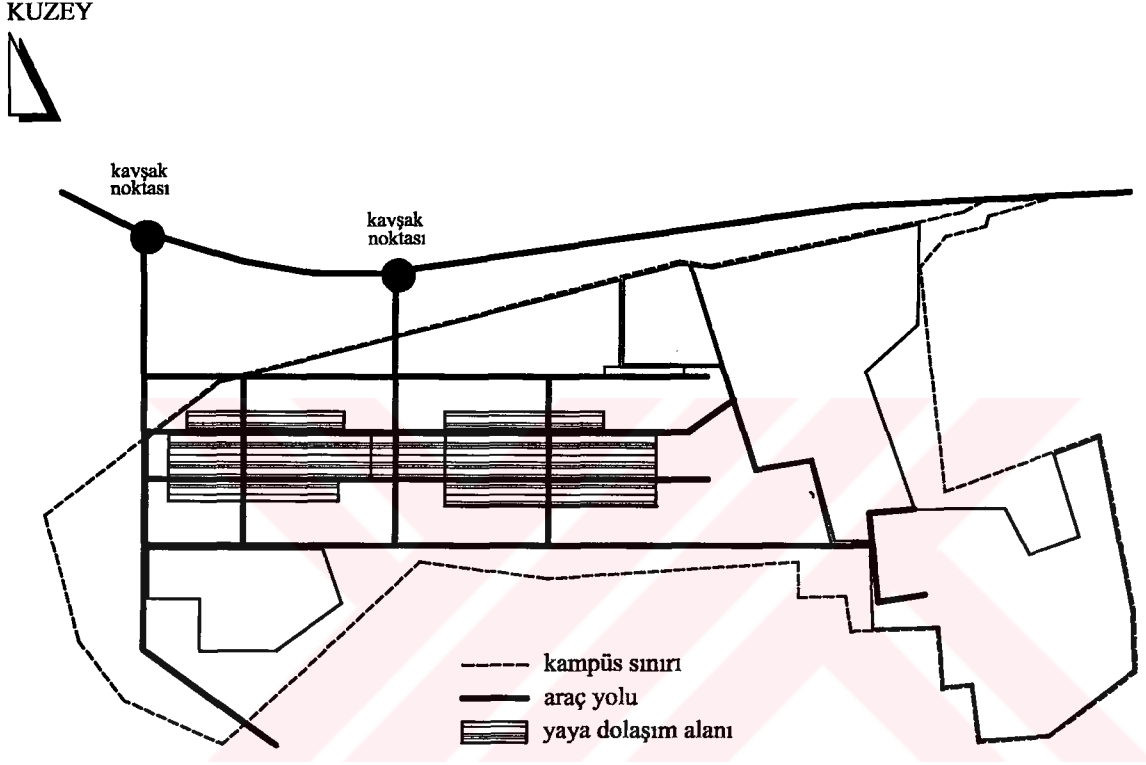 KUZEY
kavşak
noktası
kavşak
noktası
kampüs sınırı
araç yolu
yaya dolaşım alanı